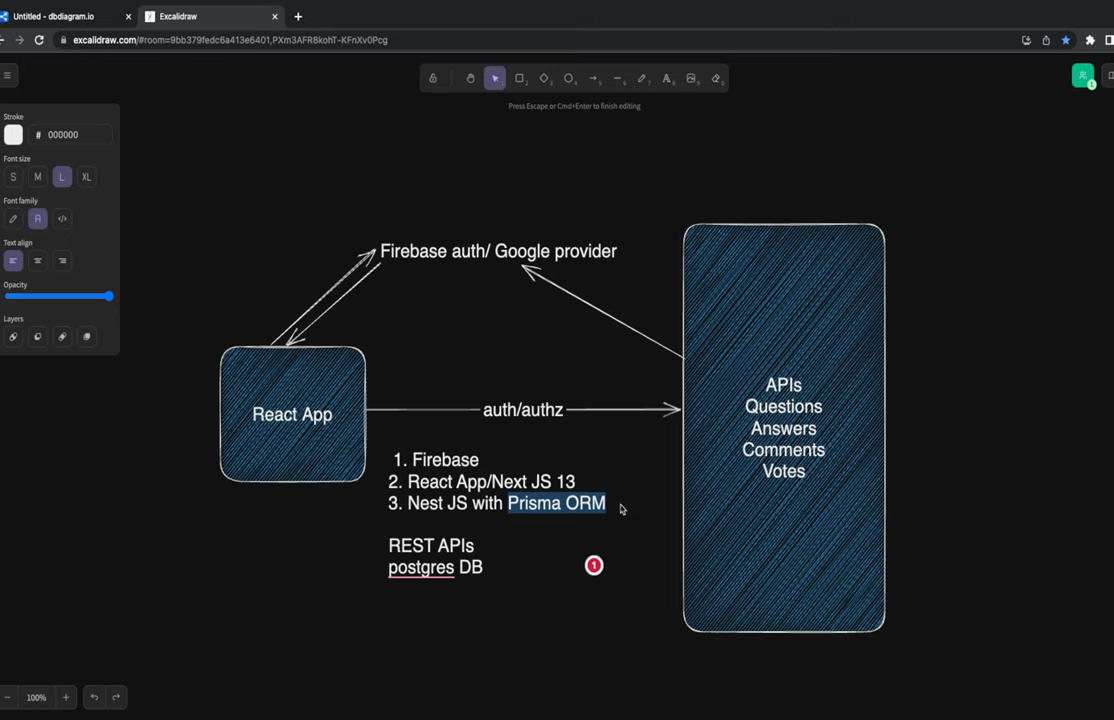 Untitled - dbdiagram.io
Excalidraw
excalidraw.com/#room=9bb379fedc6a413e6401,PXm3AFR8kohT-KFnXv0Pcg
Press Escape or Cmd+Enter to finish editing
Stroke
# 000000
Font size
S M L XL
Font family
A </>
Text align
Opacity
Layers
Firebase auth/ Google provider
React App
auth/authz
APIs
Questions
Answers
Comments
Votes
1. Firebase
2. React App/Next JS 13
3. Nest JS with Prisma ORM
REST APIs
postgres DB
1
100%